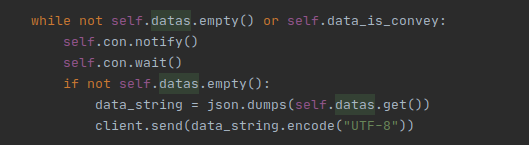 while not self.datas.empty() or self.data_is_convey:
    self.con.notify()
    self.con.wait()
    if not self.datas.empty():
        data_string = json.dumps(self.datas.get())
        client.send(data_string.encode("UTF-8"))